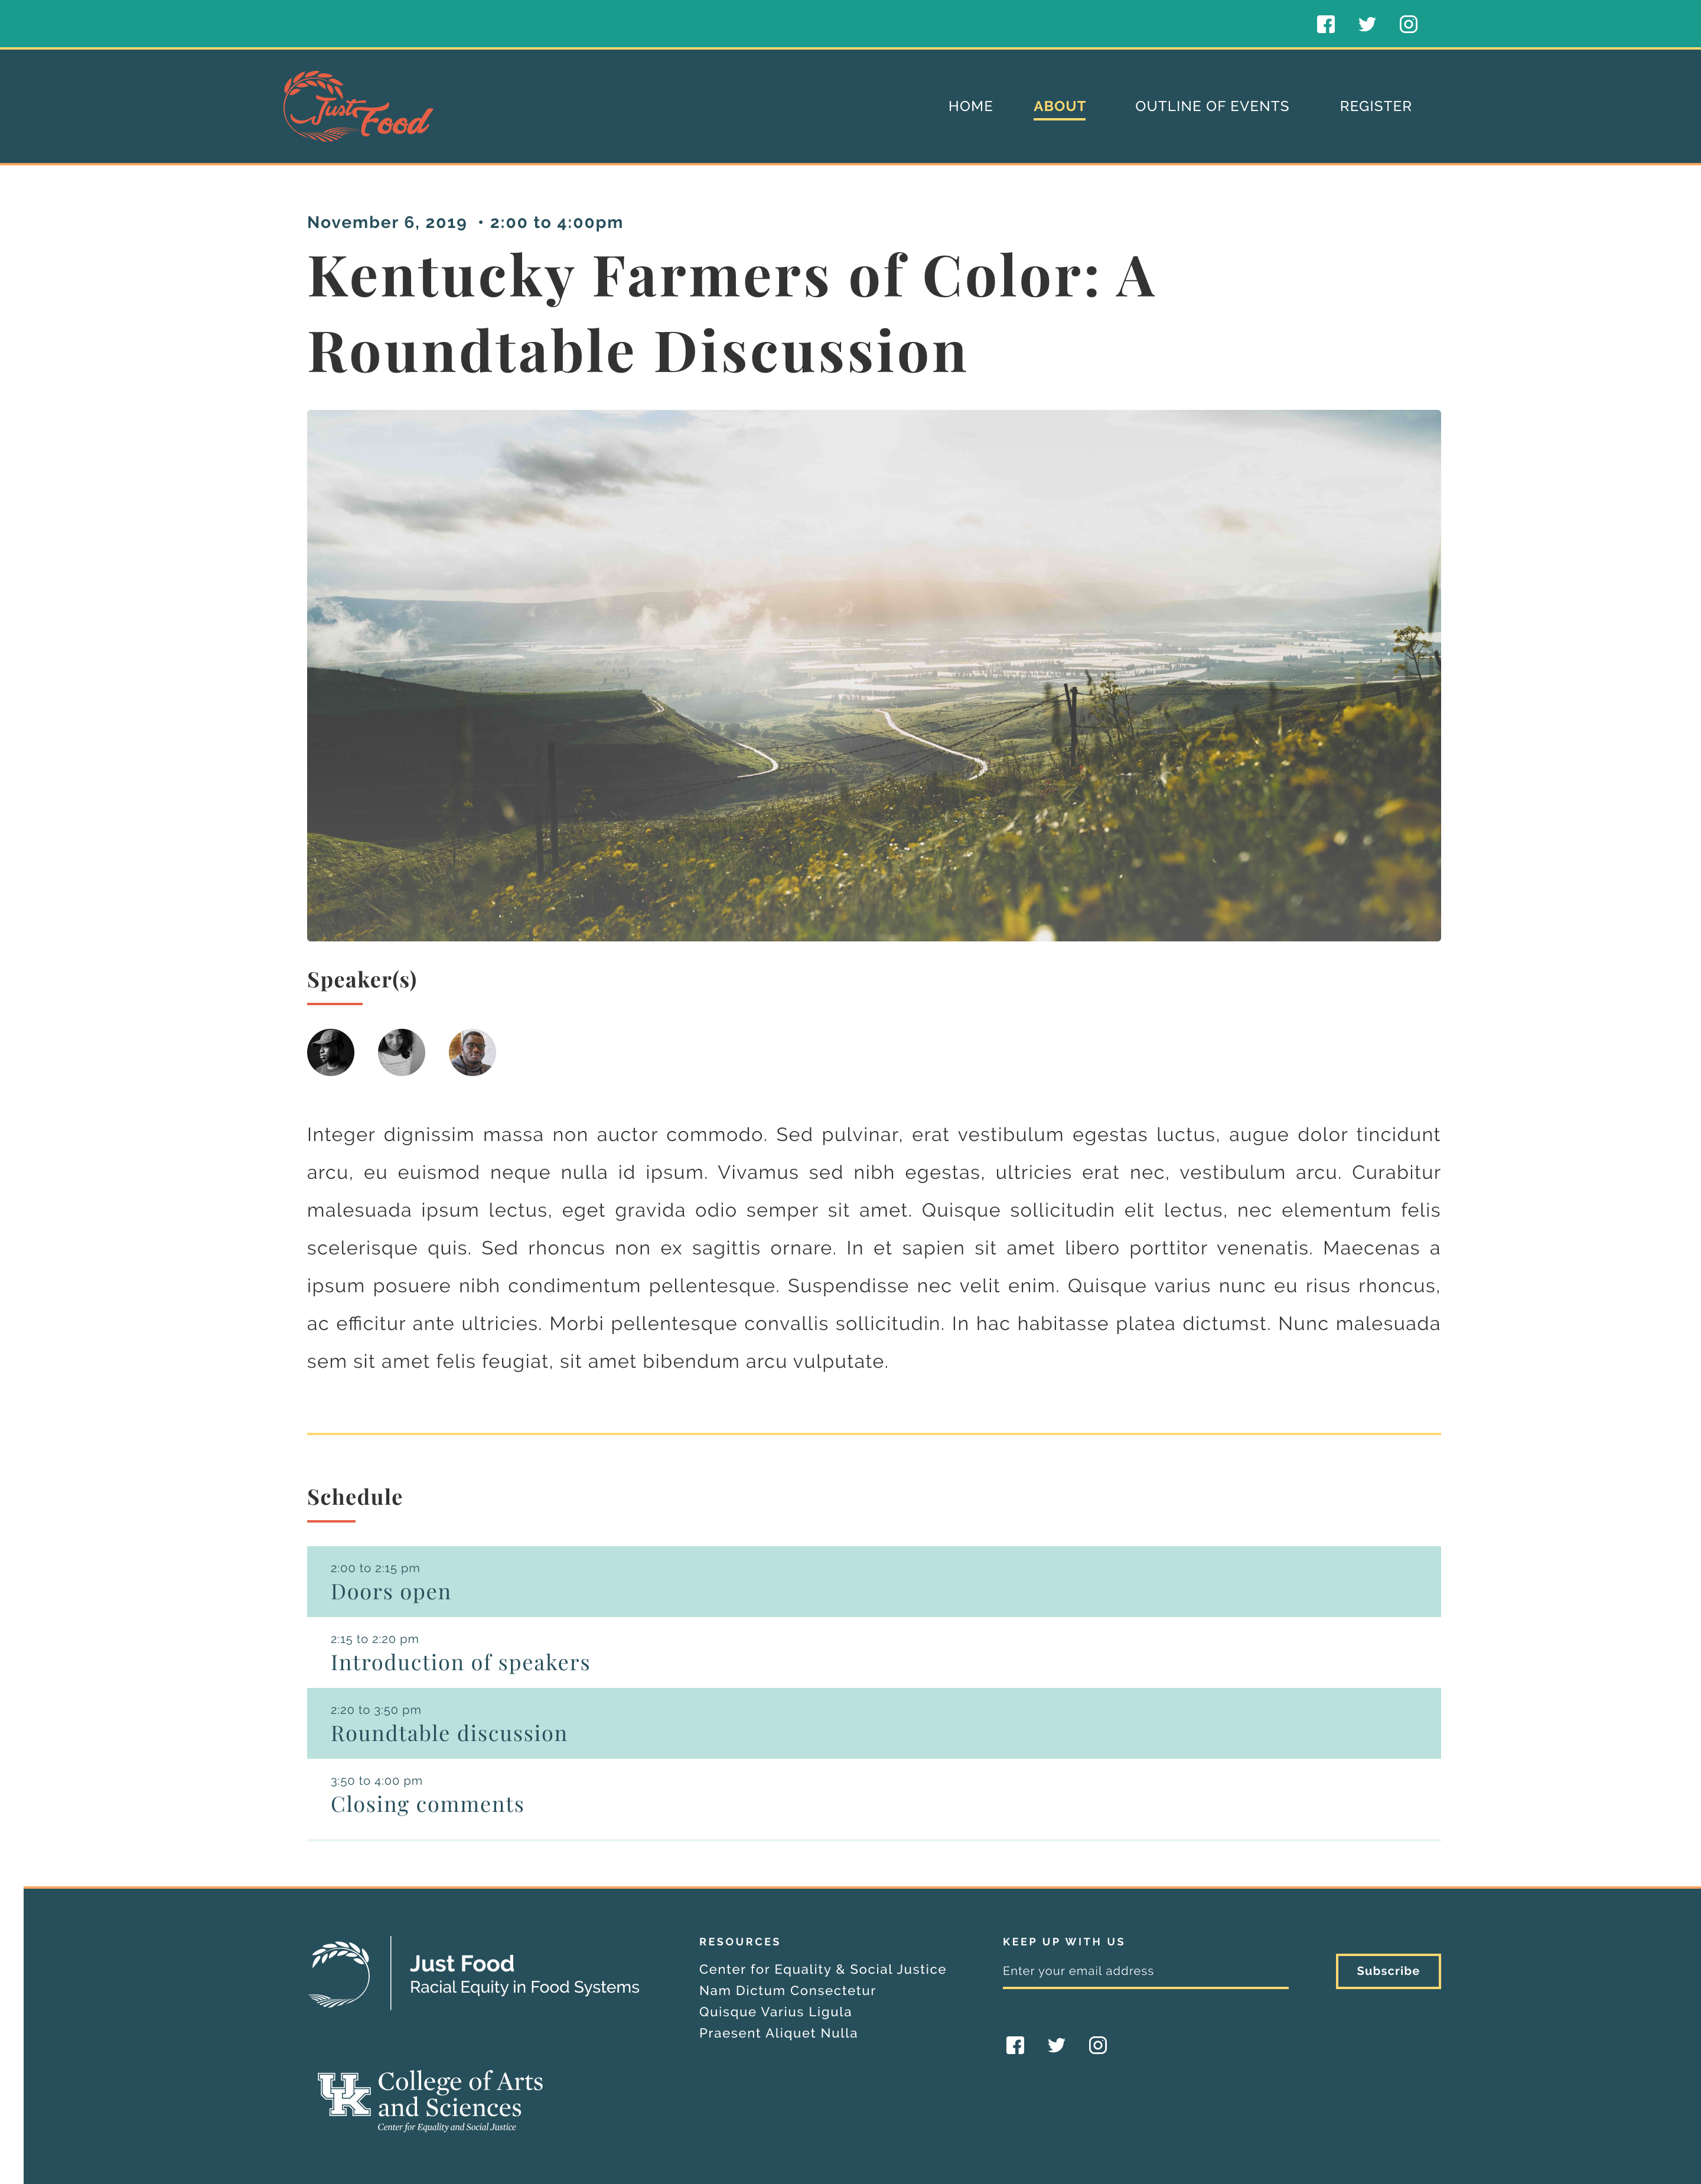 Just Food
HOME ABOUT OUTLINE OF EVENTS REGISTER
November 6, 2019 • 2:00 to 4:00pm
Kentucky Farmers of Color: A
Roundtable Discussion
Speaker(s)
Integer dignissim massa non auctor commodo. Sed pulvinar, erat vestibulum egestas luctus, augue dolor tincidunt
arcu, eu euismod neque nulla id ipsum. Vivamus sed nibh egestas, ultricies erat nec, vestibulum arcu. Curabitur
malesuada ipsum lectus, eget gravida odio semper sit amet. Quisque sollicitudin elit lectus, nec elementum felis
scelerisque quis. Sed rhoncus non ex sagittis ornare. In et sapien sit amet libero porttitor venenatis. Maecenas a
ipsum posuere nibh condimentum pellentesque. Suspendisse nec velit enim. Quisque varius nunc eu risus rhoncus,
ac efficitur ante ultricies. Morbi pellentesque convallis sollicitudin. In hac habitasse platea dictumst. Nunc malesuada
sem sit amet felis feugiat, sit amet bibendum arcu vulputate.
Schedule
2:00 to 2:15 pm
Doors open
2:15 to 2:20 pm
Introduction of speakers
2:20 to 3:50 pm
Roundtable discussion
3:50 to 4:00 pm
Closing comments
Just Food
Racial Equity in Food Systems
UK College of Arts
and Sciences
Center for Equality and Social Justice
RESOURCES
Center for Equality & Social Justice
Nam Dictum Consectetur
Quisque Varius Ligula
Praesent Aliquet Nulla
KEEP UP WITH US
Enter your email address
Subscribe